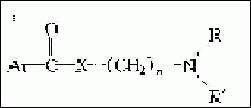 O
R
Ar—C—X—(CH₂)ₙ—N
R'